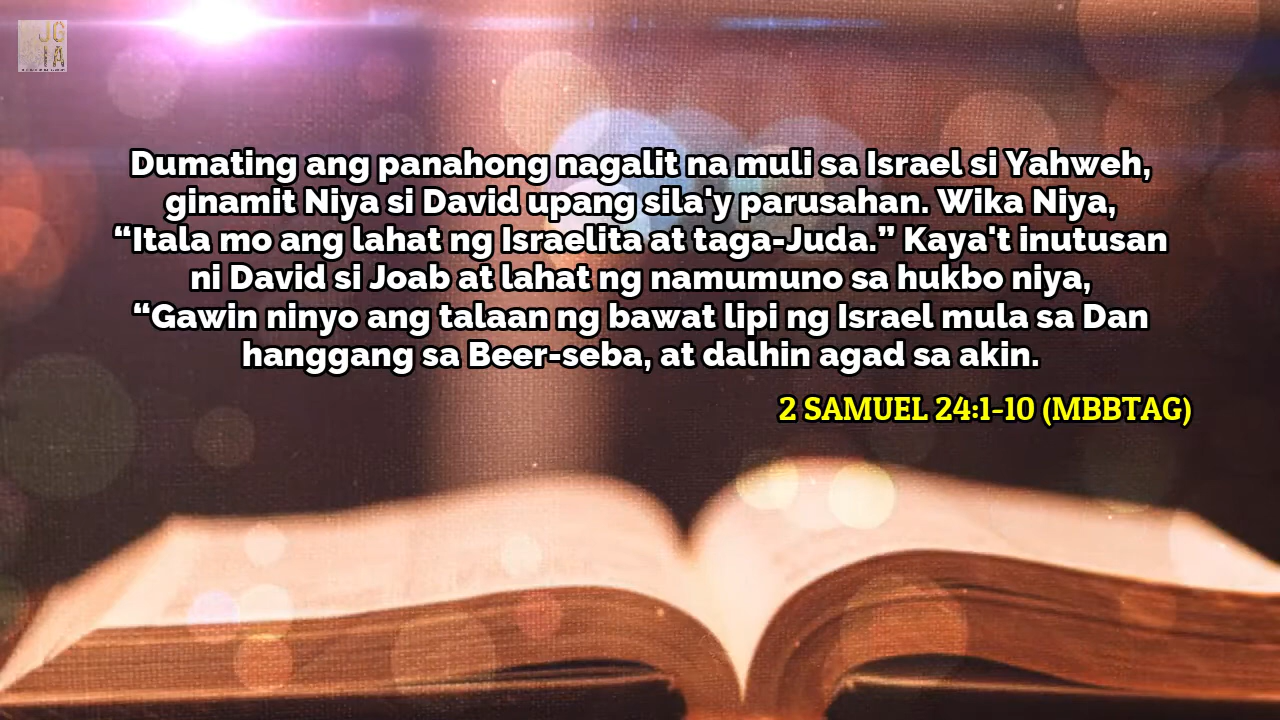 JG
IA
Dumating ang panahong nagalit na muli sa Israel si Yahweh,
ginamit Niya si David upang sila'y parusahan. Wika Niya,
“Itala mo ang lahat ng Israelita at taga-Juda.” Kaya't inutusan
ni David si Joab at lahat ng namumuno sa hukbo niya,
“Gawin ninyo ang talaan ng bawat lipi ng Israel mula sa Dan
hanggang sa Beer-seba, at dalhin agad sa akin.
2 SAMUEL 24:1-10 (MBBTAG)